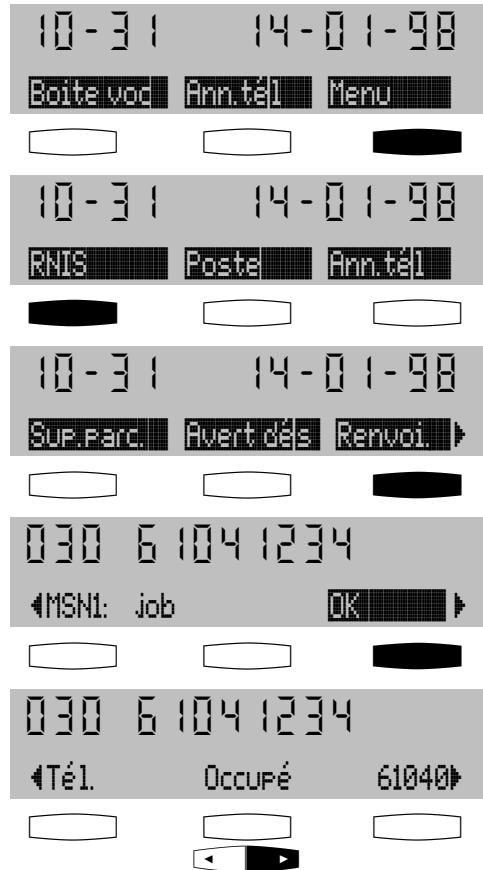 10-31 14-01-98
Boite voc Ann.tél Menu
10-31 14-01-98
RNIS Poste Ann.tél
10-31 14-01-98
Sup.parc. Avert dés Renvoi.
030 61041234
MSN1: job OK
030 61041234
Tél. Occupé 61040